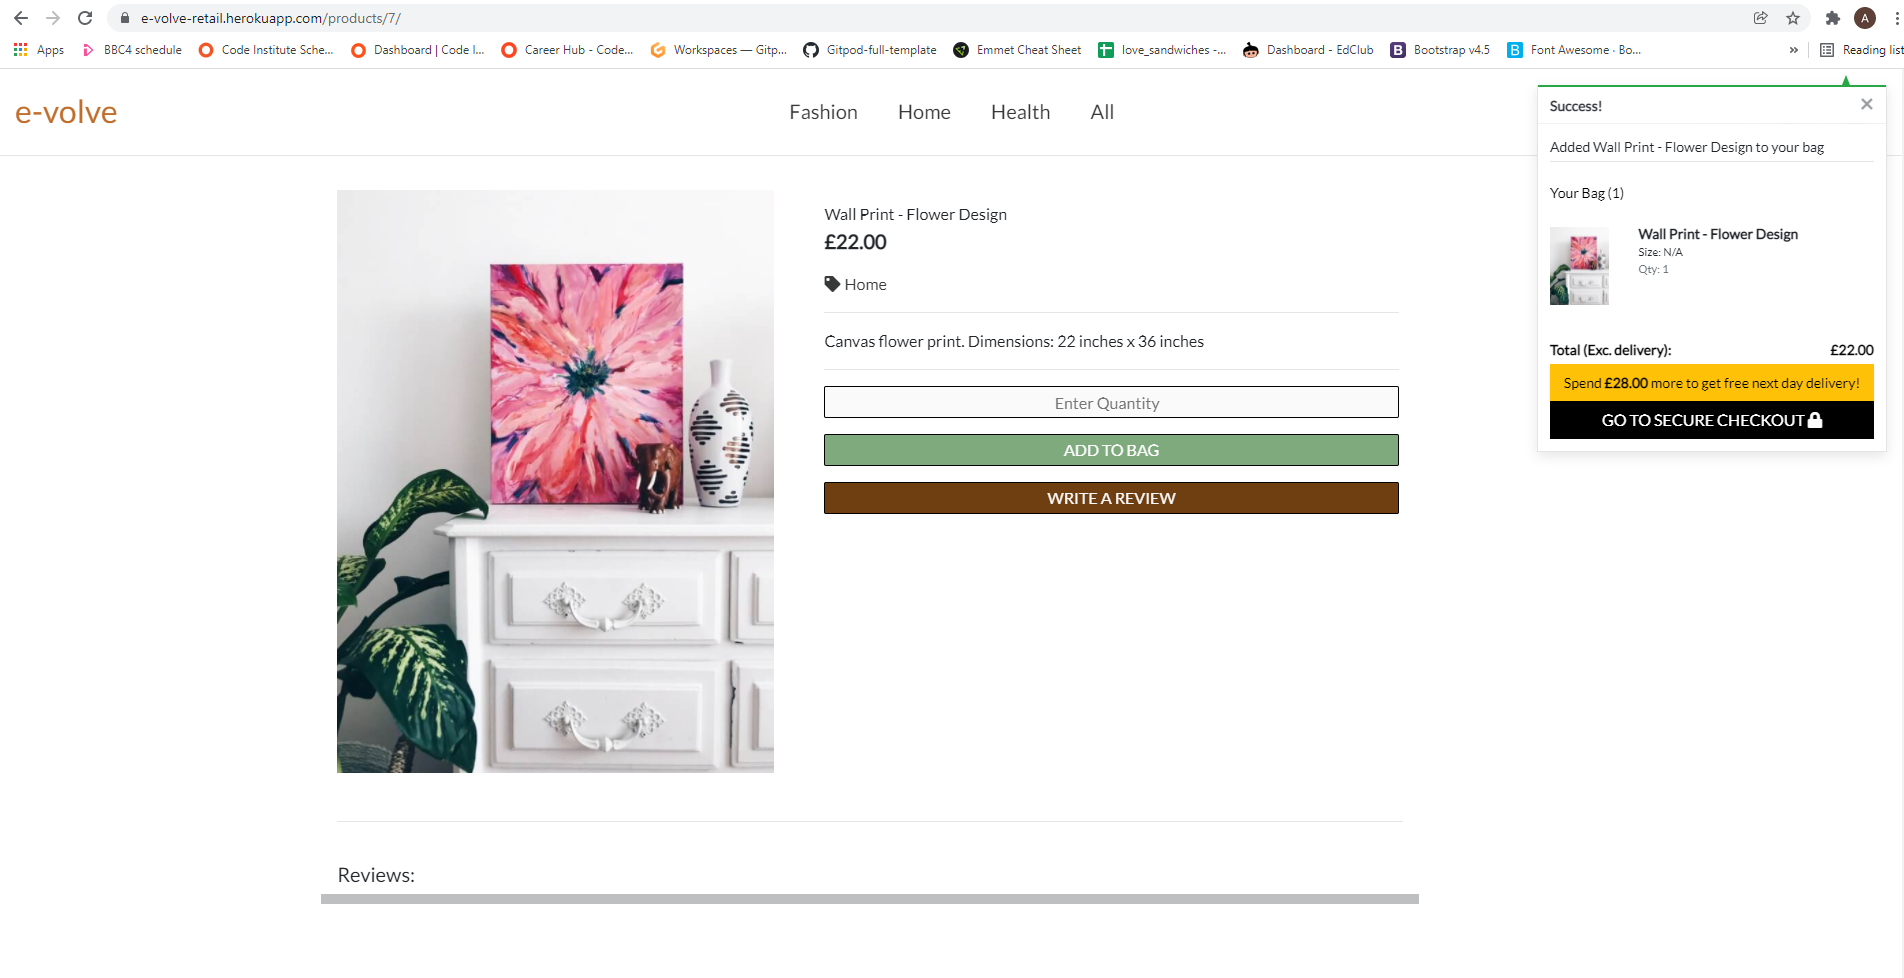 e-volve-retail.herokuapp.com/products/7/
A
Apps BBC4 schedule Code Institute Sche... Dashboard | Code I... Career Hub - Code... Workspaces — Gitp... Gitpod-full-template Emmet Cheat Sheet love_sandwiches -... Dashboard - EdClub B Bootstrap v4.5 B Font Awesome · Bo... » Reading list
e-volve
Fashion Home Health All
Success! ×
Added Wall Print - Flower Design to your bag
Your Bag (1)
Wall Print - Flower Design
Size: N/A
Qty: 1
Total (Exc. delivery): £22.00
Spend £28.00 more to get free next day delivery!
GO TO SECURE CHECKOUT
Wall Print - Flower Design
£22.00
Home
Canvas flower print. Dimensions: 22 inches x 36 inches
Enter Quantity
ADD TO BAG
WRITE A REVIEW
Reviews: